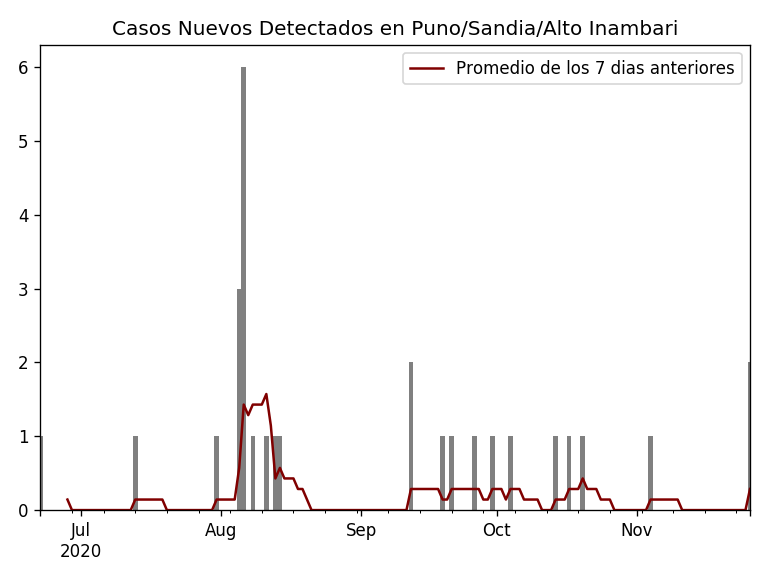 Casos Nuevos Detectados en Puno/Sandia/Alto Inambari
Promedio de los 7 dias anteriores
6
5
4
3
2
1
0
Jul Aug Sep Oct Nov
2020